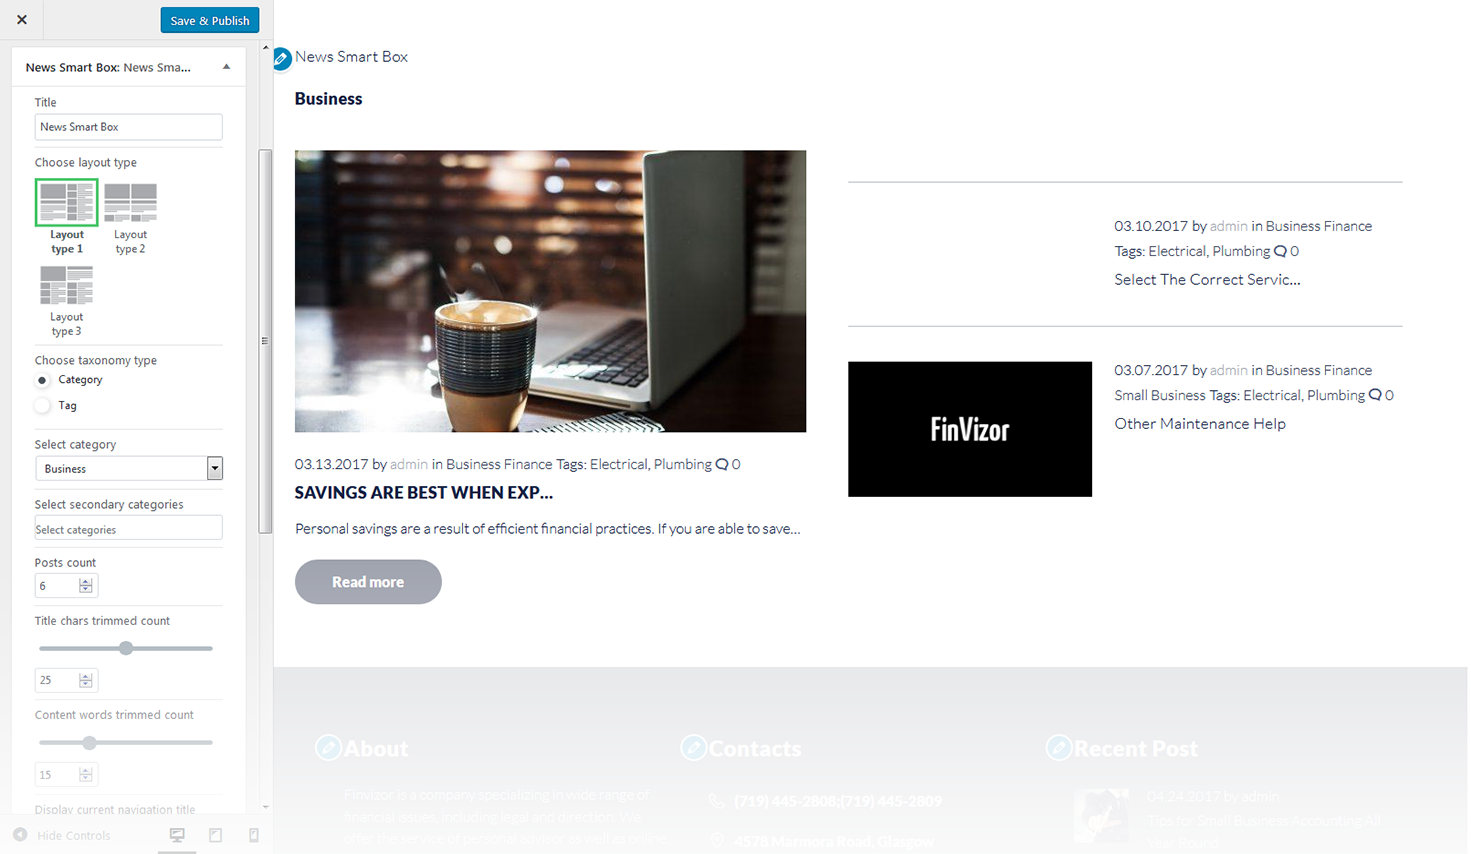 Save & Publish
News Smart Box: News Sma...
Title
News Smart Box
Choose layout type
Layout
type 1
Layout
type 2
Layout
type 3
Choose taxonomy type
Category
Tag
Select category
Business
Select secondary categories
Select categories
Posts count
6
Title chars trimmed count
25
Content words trimmed count
15
Display current navigation title
Hide Controls
News Smart Box
Business
03.13.2017 by admin in Business Finance Tags: Electrical, Plumbing 0
SAVINGS ARE BEST WHEN EXP...
Personal savings are a result of efficient financial practices. If you are able to save...
Read more
03.10.2017 by admin in Business Finance
Tags: Electrical, Plumbing 0
Select The Correct Servic...
FinVizor
03.07.2017 by admin in Business Finance
Small Business Tags: Electrical, Plumbing 0
Other Maintenance Help
About
Finvizor is a company specializing in wide range of
financial issues, including legal and direction. We
offer the service of personal advisor as well as online
Contacts
(719) 445-2808;(719) 445-2809
4578 Marmora Road, Glasgow
Recent Post
04.24.2017 by admin
Tips for Small Business Accounting All
Year Round